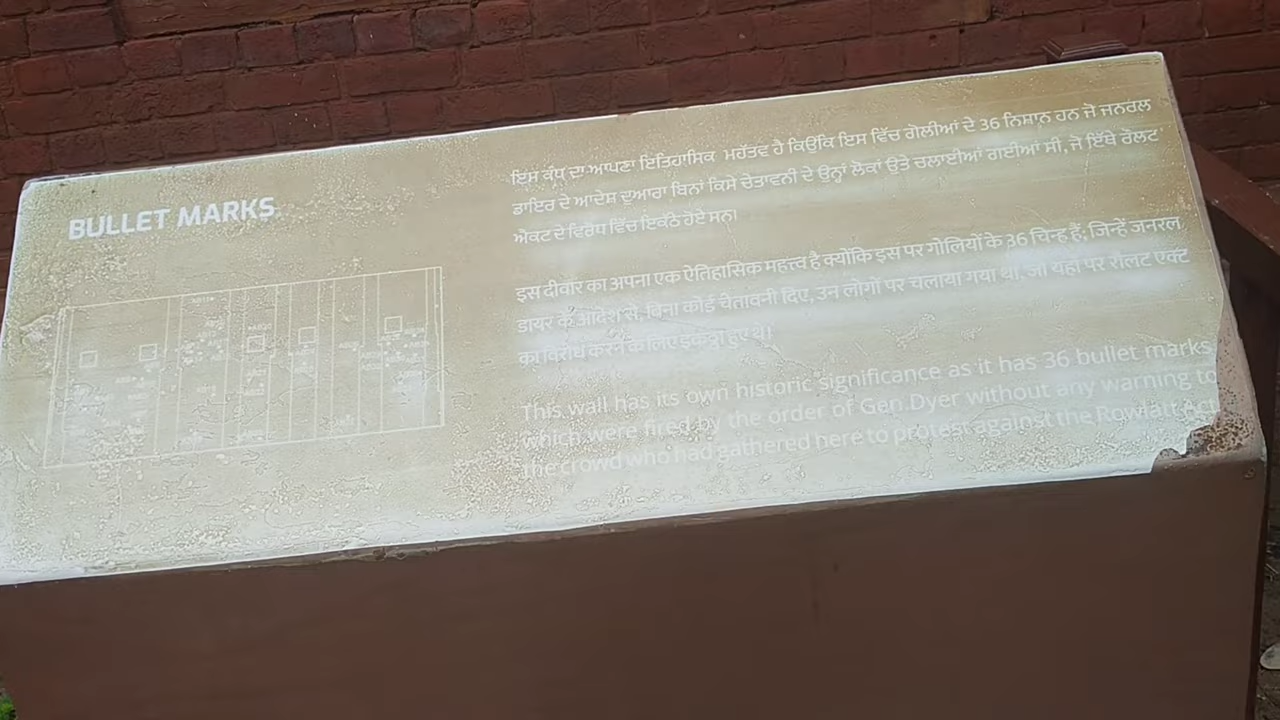 BULLET MARKS
ਇਸ ਕੰਧ ਦਾ ਆਪਣਾ ਇਤਿਹਾਸਿਕ ਮਹੱਤਵ ਹੈ ਕਿਉਂਕਿ ਇਸ ਵਿੱਚ ਗੋਲੀਆਂ ਦੇ 36 ਨਿਸ਼ਾਨ ਹਨ ਜੋ ਜਨਰਲ
ਡਾਇਰ ਦੇ ਆਦੇਸ਼ ਦੁਆਰਾ ਬਿਨਾਂ ਕਿਸੇ ਚੇਤਾਵਨੀ ਦੇ ਉਨ੍ਹਾਂ ਲੋਕਾਂ ਉਤੇ ਚਲਾਈਆਂ ਗਈਆਂ ਸੀ, ਜੋ ਇੱਥੇ ਰੋਲਟ
ਐਕਟ ਦੇ ਵਿਰੋਧ ਵਿੱਚ ਇਕੱਠੇ ਹੋਏ ਸਨ।
इस दीवार का अपना एक ऐतिहासिक महत्त्व है क्योंकि इस पर गोलियों के 36 चिन्ह हैं, जिन्हें जनरल
डायर के आदेश से, बिना कोई चेतावनी दिए, उन लोगों पर चलाया गया था, जो यहाँ पर रौलट एक्ट
का विरोध करने के लिए इकट्ठा हुए थे।
This wall has its own historic significance as it has 36 bullet marks
which were fired by the order of Gen.Dyer without any warning to
the crowd who had gathered here to protest against the Rowlatt Act